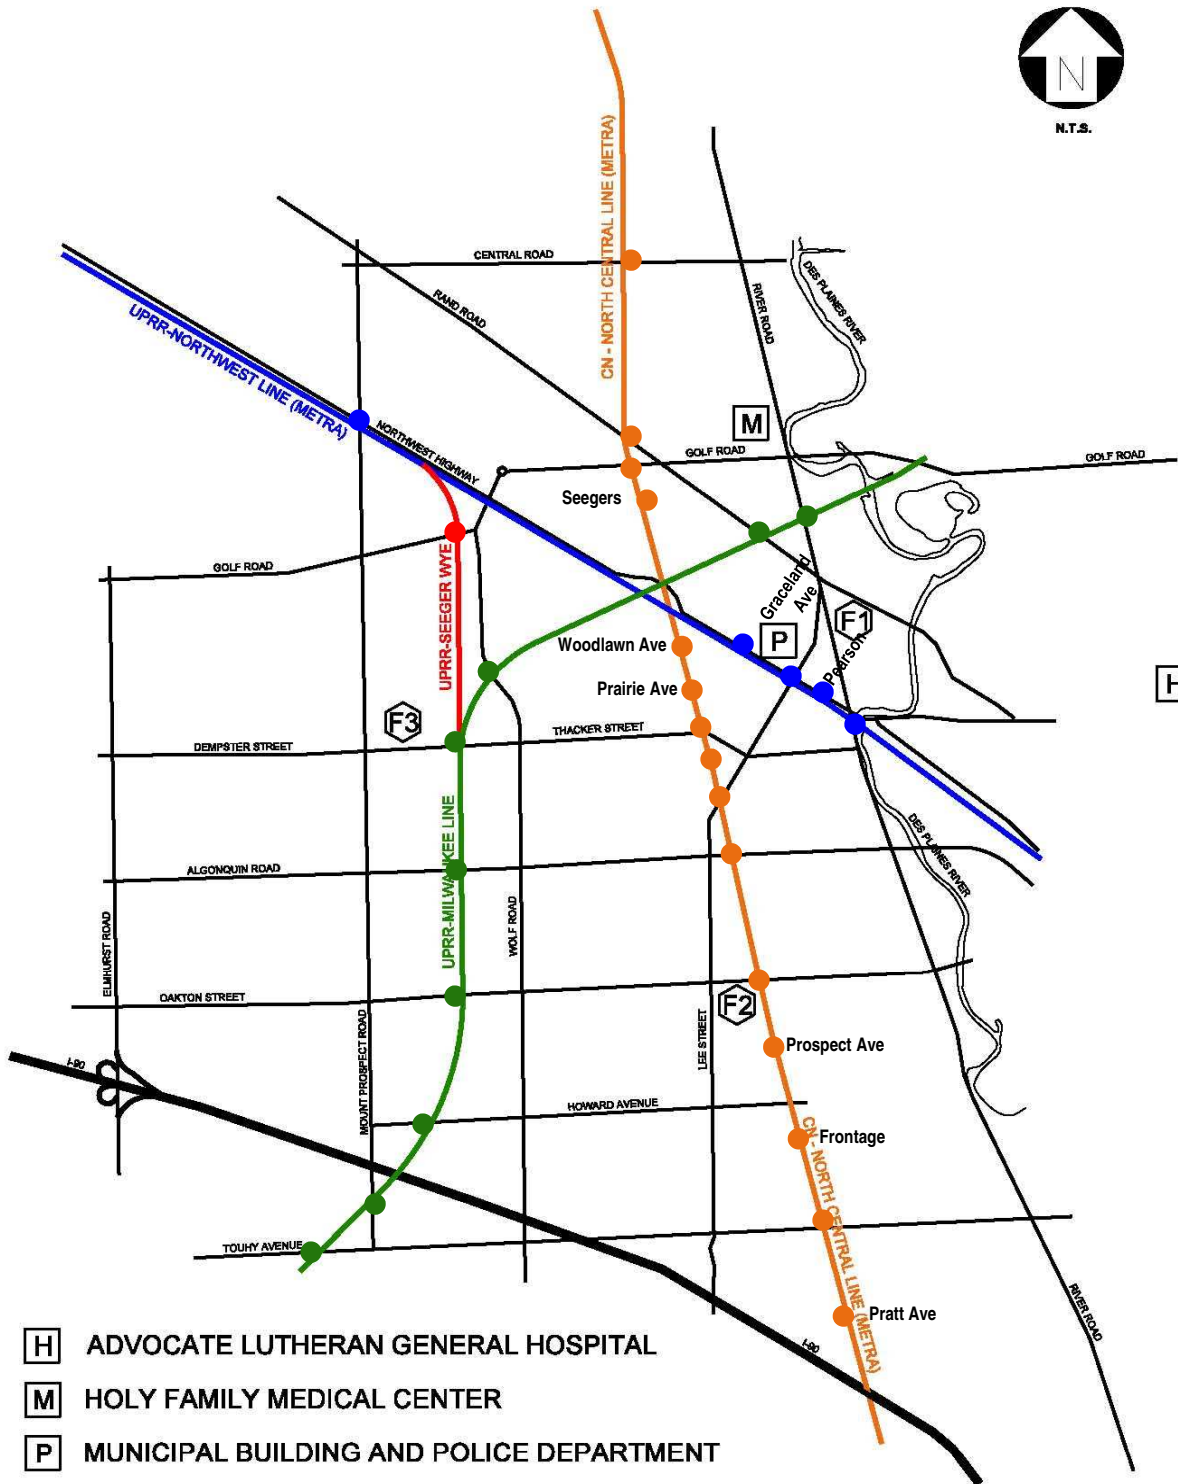 N
N.T.S.
CN - NORTH CENTRAL LINE (METRA)
CENTRAL ROAD
RAND ROAD
RIVER ROAD
DES PLAINES RIVER
UPRR-NORTHWEST LINE (METRA)
NORTHWEST HIGHWAY
M
GOLF ROAD
GOLF ROAD
Seegers
GOLF ROAD
UPRR-SEEGER WYE
Graceland
Ave
F1
P
Woodlawn Ave
Pearson
Prairie Ave
H
F3
DEMPSTER STREET
THACKER STREET
UPRR-MILWAUKEE LINE
DES PLAINES RIVER
ALGONQUIN ROAD
WOLF ROAD
ELMHURST ROAD
OAKTON STREET
F2
MOUNT PROSPECT ROAD
LEE STREET
Prospect Ave
I-90
HOWARD AVENUE
Frontage
CN - NORTH CENTRAL LINE (METRA)
TOUHY AVENUE
Pratt Ave
RIVER ROAD
I-90
H ADVOCATE LUTHERAN GENERAL HOSPITAL
M HOLY FAMILY MEDICAL CENTER
P MUNICIPAL BUILDING AND POLICE DEPARTMENT